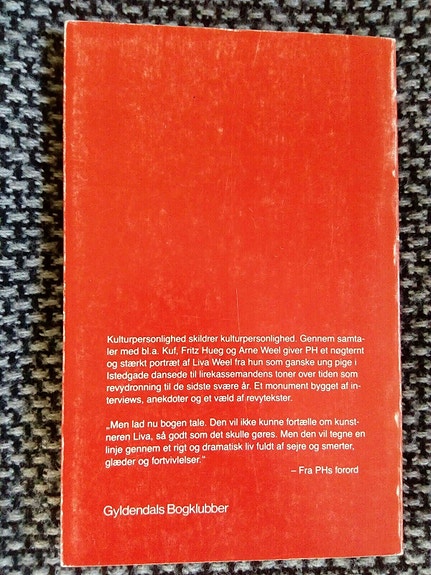 Kulturpersonlighed skildrer kulturpersonlighed. Gennem samta-
ler med bl.a. Kuf, Fritz Hueg og Arne Weel giver PH et nøgternt
og stærkt portræt af Liva Weel fra hun som ganske ung pige i
Istedgade dansede til lirekassemandens toner over tiden som
revydronning til de sidste svære år. Et monument bygget af in-
terviews, anekdoter og et væld af revytekster.
„Men lad nu bogen tale. Den vil ikke kunne fortælle om kunst-
neren Liva, så godt som det skulle gøres. Men den vil tegne en
linje gennem et rigt og dramatisk liv fuldt af sejre og smerter,
glæder og fortvivlelser.”
– Fra PHs forord
Gyldendals Bogklubber